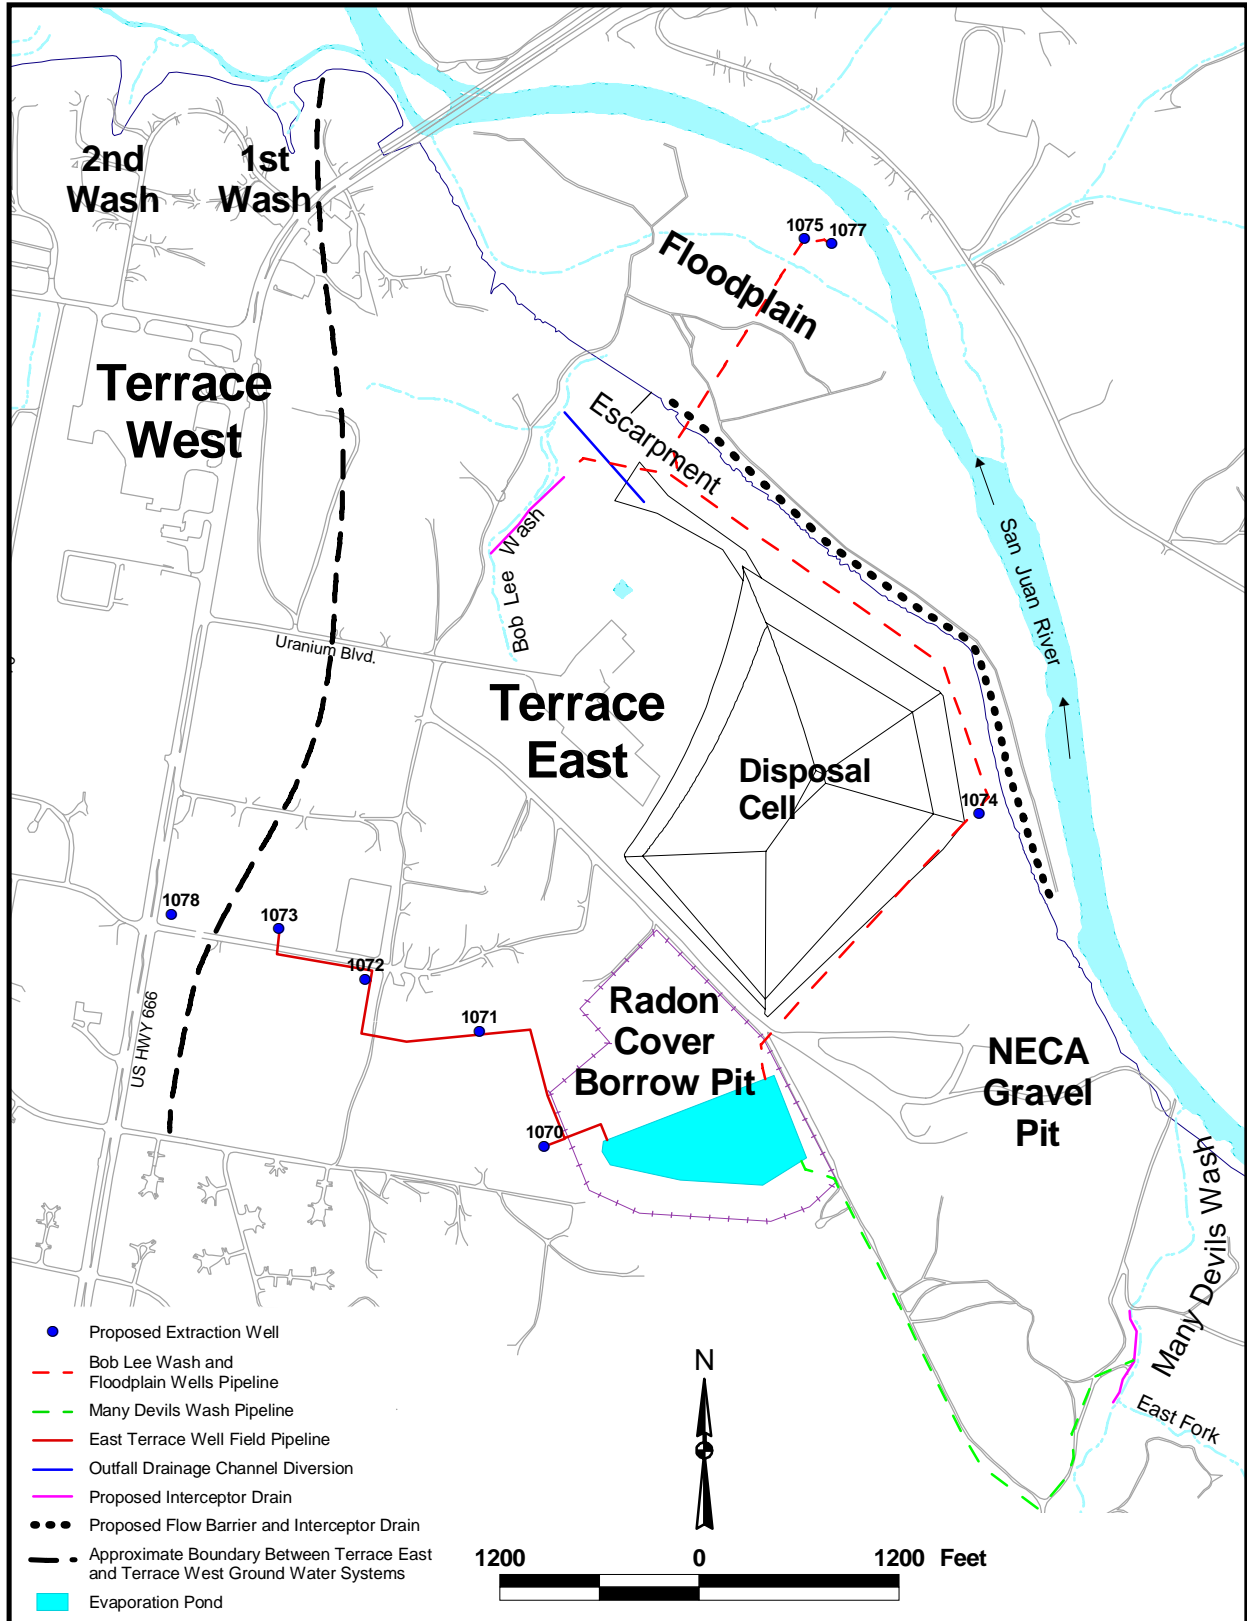 2nd
Wash
1st
Wash
1075
1077
Floodplain
Terrace
West
Escarpment
Bob Lee Wash
San Juan River
Uranium Blvd.
Terrace
East
Disposal
Cell
1074
1078
1073
1072
1071
Radon
Cover
Borrow Pit
US HWY 666
NECA
Gravel
Pit
1070
Many Devils Wash
East Fork
Proposed Extraction Well
Bob Lee Wash and
Floodplain Wells Pipeline
Many Devils Wash Pipeline
East Terrace Well Field Pipeline
Outfall Drainage Channel Diversion
Proposed Interceptor Drain
Proposed Flow Barrier and Interceptor Drain
Approximate Boundary Between Terrace East
and Terrace West Ground Water Systems
Evaporation Pond
N
1200 0 1200 Feet